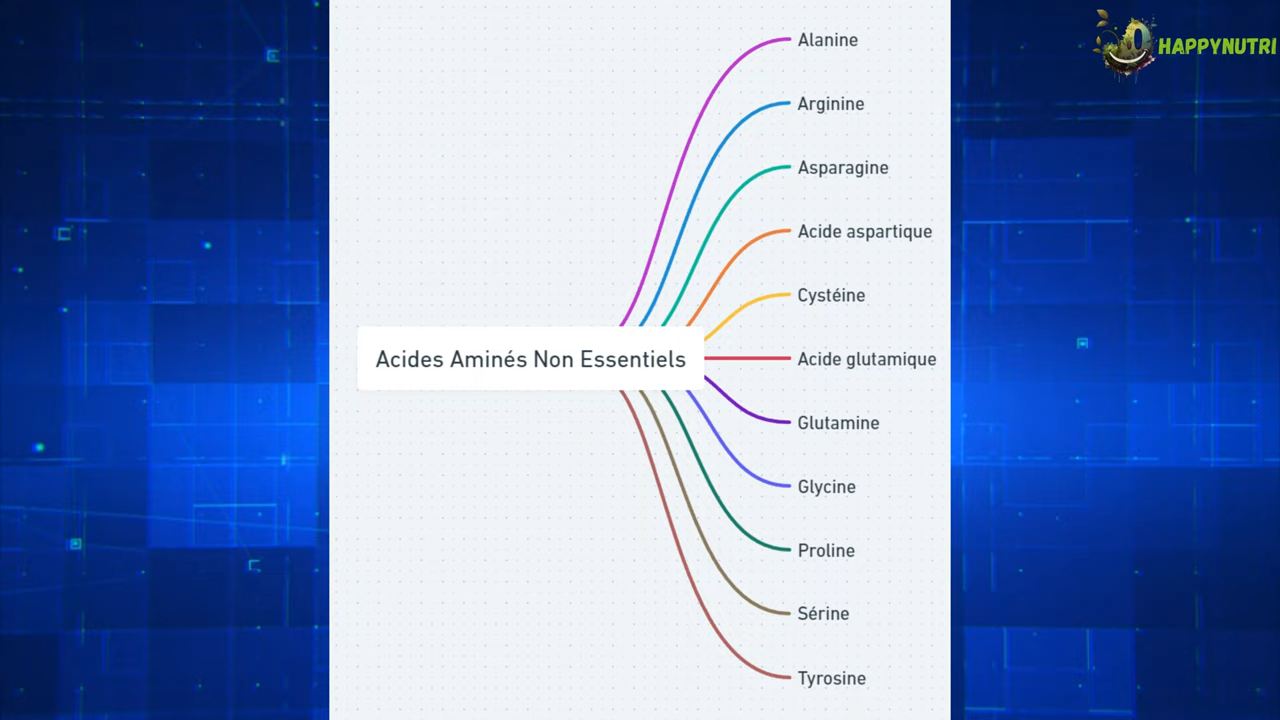 HAPPYNUTRI
Alanine
Arginine
Asparagine
Acide aspartique
Cystéine
Acides Aminés Non Essentiels
Acide glutamique
Glutamine
Glycine
Proline
Sérine
Tyrosine